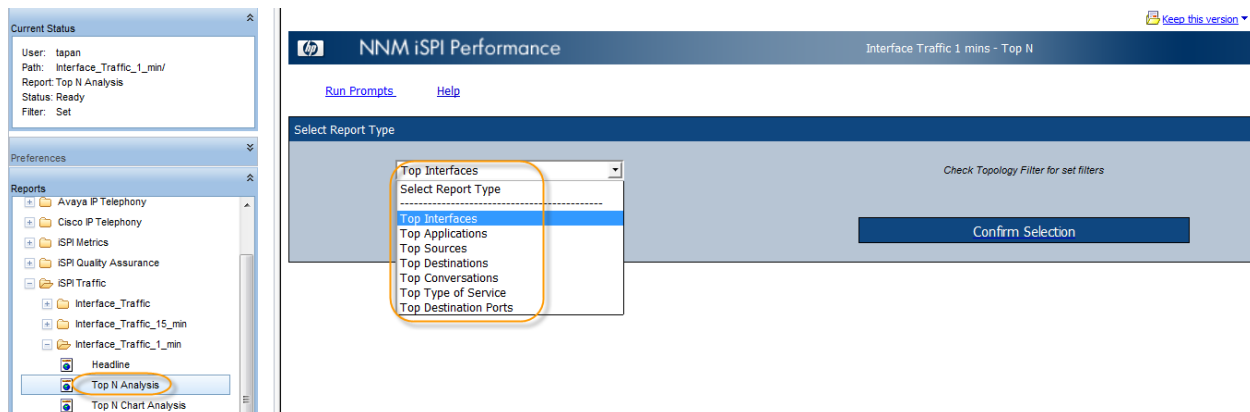 Current Status
User: tapan
Path: Interface_Traffic_1_min/
Report: Top N Analysis
Status: Ready
Filter: Set
Preferences
Reports
Avaya IP Telephony
Cisco IP Telephony
iSPI Metrics
iSPI Quality Assurance
iSPI Traffic
Interface_Traffic
Interface_Traffic_15_min
Interface_Traffic_1_min
Headline
Top N Analysis
Top N Chart Analysis
Keep this version
hp NNM iSPI Performance Interface Traffic 1 mins - Top N
Run Prompts Help
Select Report Type
Top Interfaces
Check Topology Filter for set filters
Select Report Type
--------------------------------------------
Top Interfaces
Top Applications
Top Sources
Top Destinations
Top Conversations
Top Type of Service
Top Destination Ports
Confirm Selection